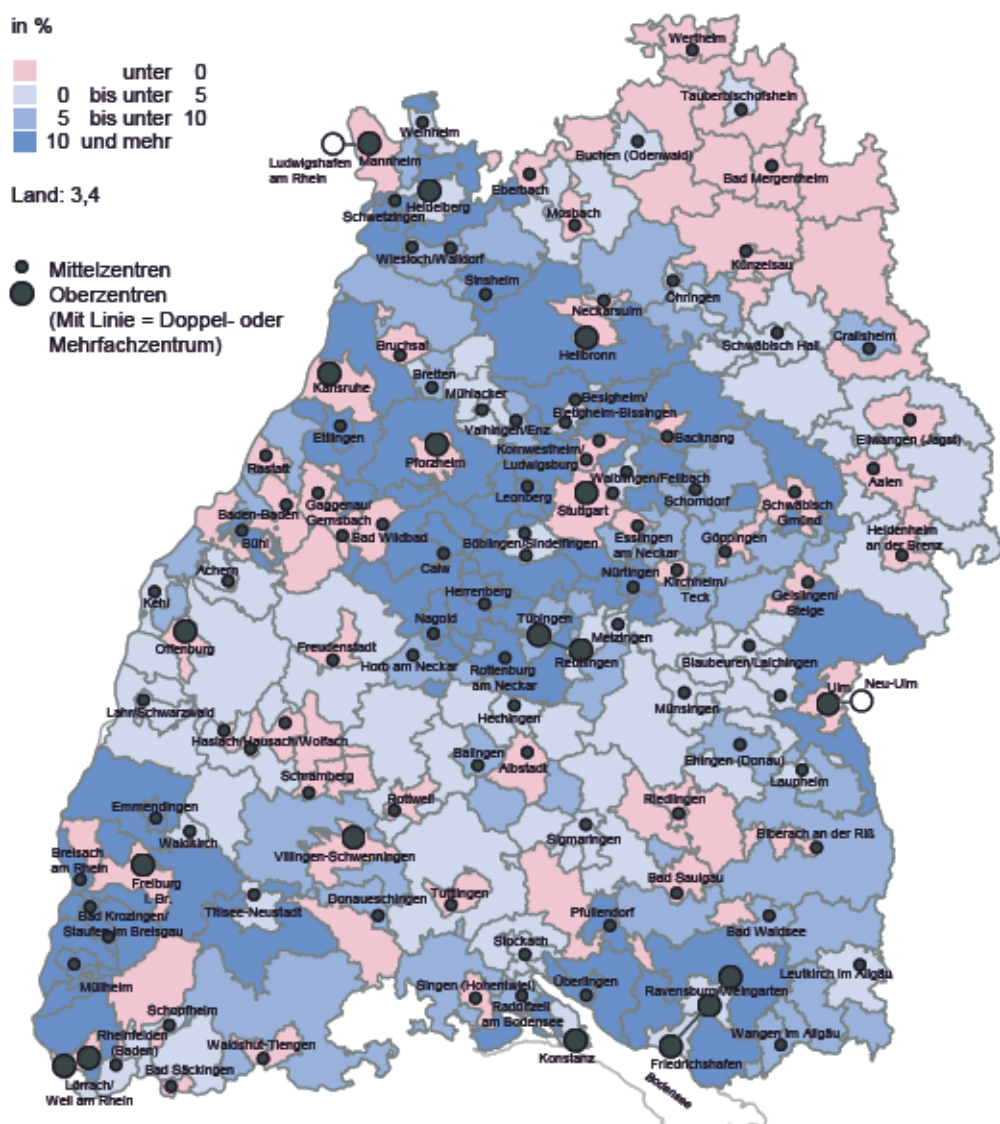 in %
unter 0
0 bis unter 5
5 bis unter 10
10 und mehr
Land: 3,4
Mittelzentren
Oberzentren
(Mit Linie = Doppel- oder
Mehrfachzentrum)
Wertheim
Tauberbischofsheim
Weinheim
Buchen (Odenwald)
Ludwigshafen
am Rhein
Mannheim
Bad Mergentheim
Eberbach
Heidelberg
Schwetzingen
Mosbach
Wiesloch/Walldorf
Künzelsau
Sinsheim
Öhringen
Neckarsulm
Crailsheim
Schwäbisch Hall
Heilbronn
Bruchsal
Karlsruhe
Bretten
Mühlacker
Besigheim/
Bietigheim-Bissingen
Vaihingen/Enz
Ettlingen
Backnang
Ellwangen (Jagst)
Kornwestheim/
Ludwigsburg
Pforzheim
Rastatt
Waiblingen/Fellbach
Aalen
Leonberg
Schorndorf
Gaggenau/
Gernsbach
Schwäbisch
Gmünd
Stuttgart
Baden-Baden
Bühl
Bad Wildbad
Böblingen/Sindelfingen
Esslingen
am Neckar
Göppingen
Heidenheim
an der Brenz
Achern
Calw
Nürtingen
Kirchheim/
Teck
Geislingen/
Steige
Kehl
Herrenberg
Nagold
Tübingen
Metzingen
Offenburg
Freudenstadt
Horb am Neckar
Rottenburg
am Neckar
Reutlingen
Blaubeuren/Laichingen
Ulm
Neu-Ulm
Lahr/Schwarzwald
Hechingen
Münsingen
Haslach/Hausach/Wolfach
Balingen
Albstadt
Ehingen (Donau)
Laupheim
Schramberg
Rottweil
Riedlingen
Emmendingen
Waldkirch
Sigmaringen
Biberach an der Riß
Breisach
am Rhein
Villingen-Schwenningen
Freiburg
i. Br.
Bad Saulgau
Titisee-Neustadt
Donaueschingen
Tuttlingen
Bad Krozingen/
Staufen im Breisgau
Pfullendorf
Bad Waldsee
Stockach
Müllheim
Leutkirch im Allgäu
Singen (Hohentwiel)
Überlingen
Ravensburg/Weingarten
Schopfheim
Radolfzell
am Bodensee
Rheinfelden
(Baden)
Waldshut-Tiengen
Wangen im Allgäu
Bad Säckingen
Konstanz
Friedrichshafen
Lörrach/
Weil am Rhein
Bodensee